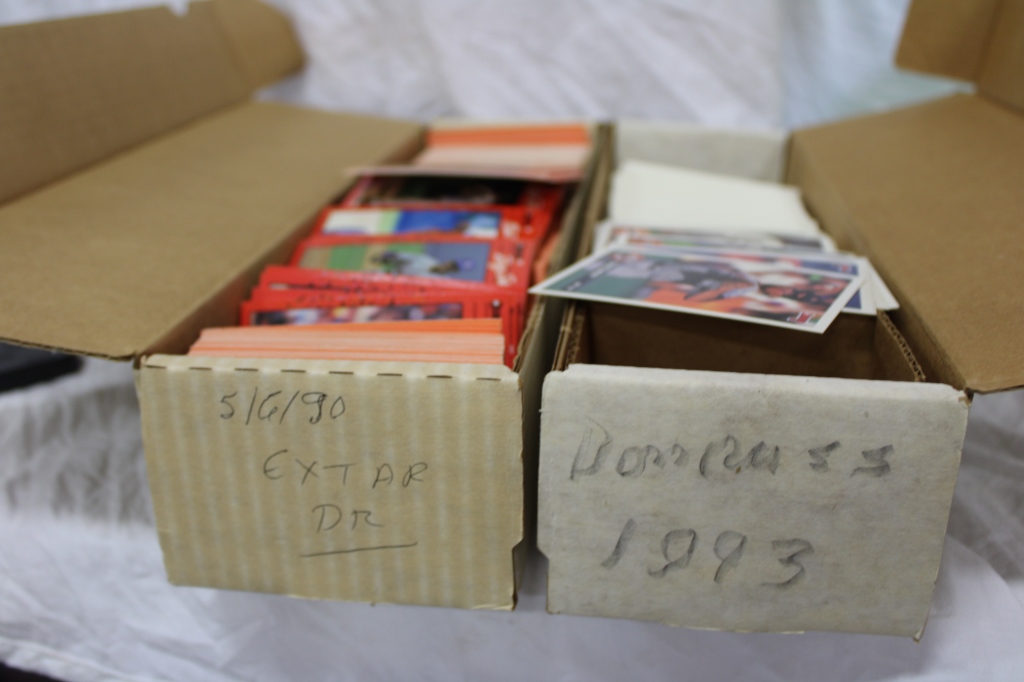 5/6/90
EXTAR
DR
Donruss
1993